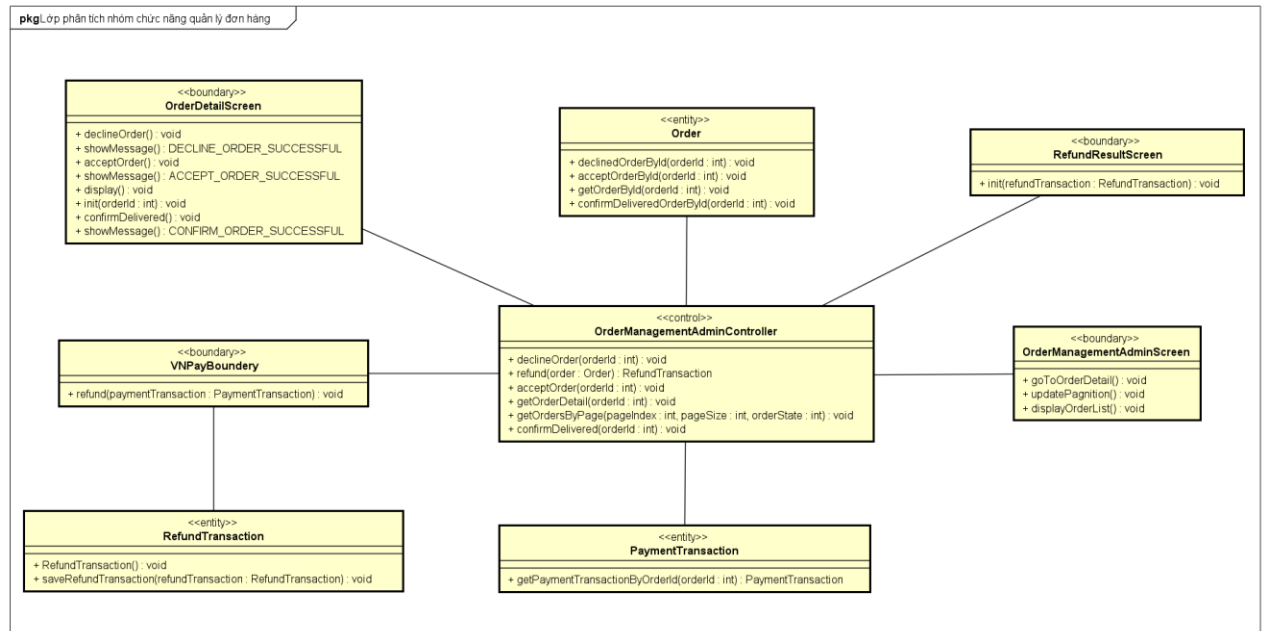 pkg Lớp phân tích nhóm chức năng quản lý đơn hàng
<<boundary>>
OrderDetailScreen
+ declineOrder() : void
+ showMessage() : DECLINE_ORDER_SUCCESSFUL
+ acceptOrder() : void
+ showMessage() : ACCEPT_ORDER_SUCCESSFUL
+ display() : void
+ init(orderId : int) : void
+ confirmDelivered() : void
+ showMessage() : CONFIRM_ORDER_SUCCESSFUL
<<entity>>
Order
+ declinedOrderById(orderId : int) : void
+ acceptOrderById(orderId : int) : void
+ getOrderById(orderId : int) : void
+ confirmDeliveredOrderById(orderId : int) : void
<<boundary>>
RefundResultScreen
+ init(refundTransaction : RefundTransaction) : void
<<control>>
OrderManagementAdminController
+ declineOrder(orderId : int) : void
+ refund(order : Order) : RefundTransaction
+ acceptOrder(orderId : int) : void
+ getOrderDetail(orderId : int) : void
+ getOrdersByPage(pageIndex : int, pageSize : int, orderState : int) : void
+ confirmDelivered(orderId : int) : void
<<boundary>>
VNPayBoundery
+ refund(paymentTransaction : PaymentTransaction) : void
<<boundary>>
OrderManagementAdminScreen
+ goToOrderDetail() : void
+ updatePagnition() : void
+ displayOrderList() : void
<<entity>>
RefundTransaction
+ RefundTransaction() : void
+ saveRefundTransaction(refundTransaction : RefundTransaction) : void
<<entity>>
PaymentTransaction
+ getPaymentTransactionByOrderId(orderId : int) : PaymentTransaction